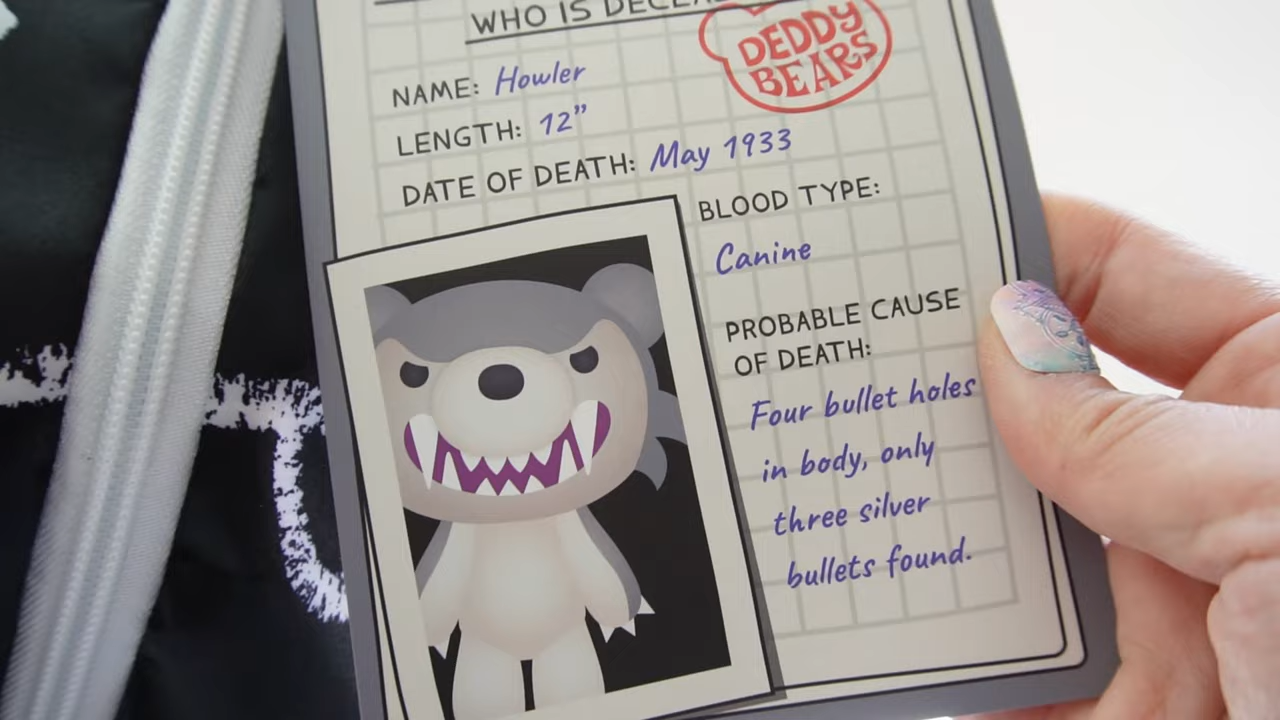 WHO IS DECEA
DEDDY
BEARS
NAME: Howler
LENGTH: 12”
DATE OF DEATH: May 1933
BLOOD TYPE:
Canine
PROBABLE CAUSE
OF DEATH:
Four bullet holes
in body, only
three silver
bullets found.